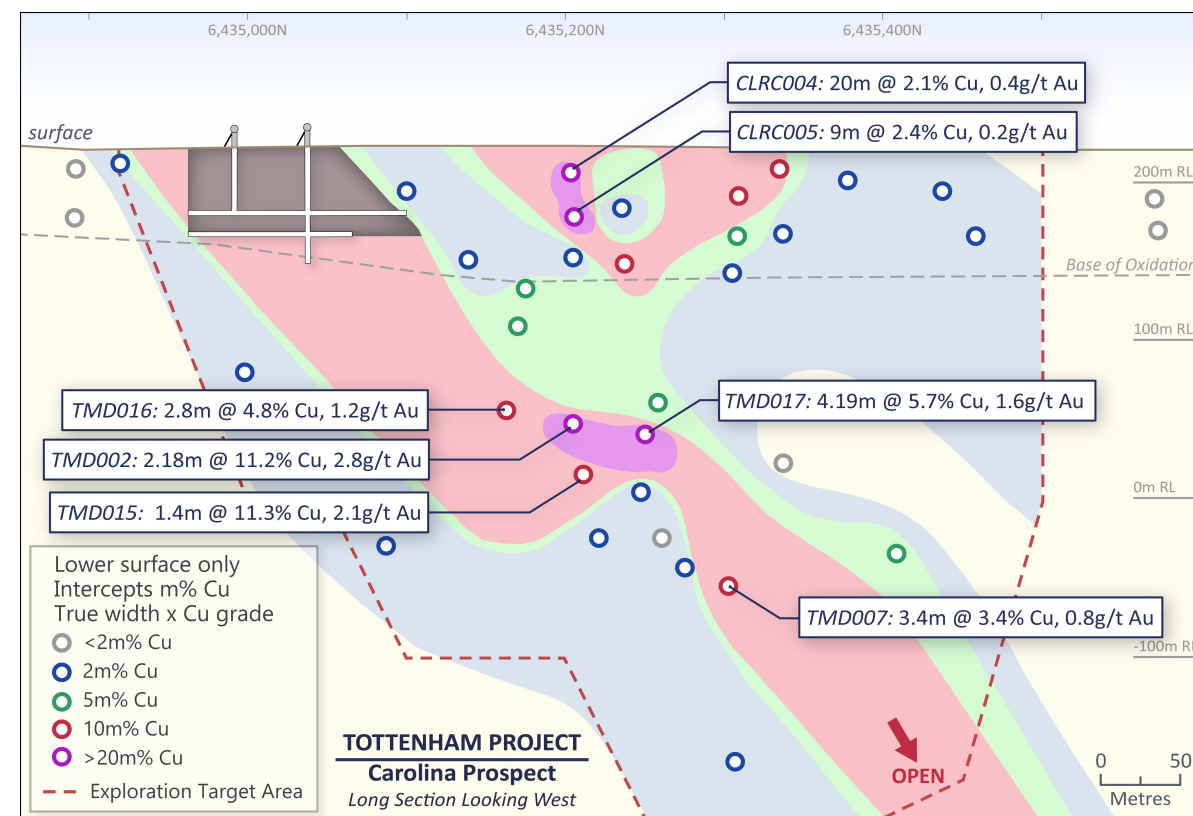 6,435,000N
6,435,200N
6,435,400N
CLRC004: 20m @ 2.1% Cu, 0.4g/t Au
CLRC005: 9m @ 2.4% Cu, 0.2g/t Au
surface
200m RL
Base of Oxidation
100m RL
TMD016: 2.8m @ 4.8% Cu, 1.2g/t Au
TMD017: 4.19m @ 5.7% Cu, 1.6g/t Au
TMD002: 2.18m @ 11.2% Cu, 2.8g/t Au
0m RL
TMD015: 1.4m @ 11.3% Cu, 2.1g/t Au
TMD007: 3.4m @ 3.4% Cu, 0.8g/t Au
-100m RL
Lower surface only
Intercepts m% Cu
True width x Cu grade
<2m% Cu
2m% Cu
5m% Cu
10m% Cu
>20m% Cu
Exploration Target Area
TOTTENHAM PROJECT
Carolina Prospect
Long Section Looking West
OPEN
0 50
Metres